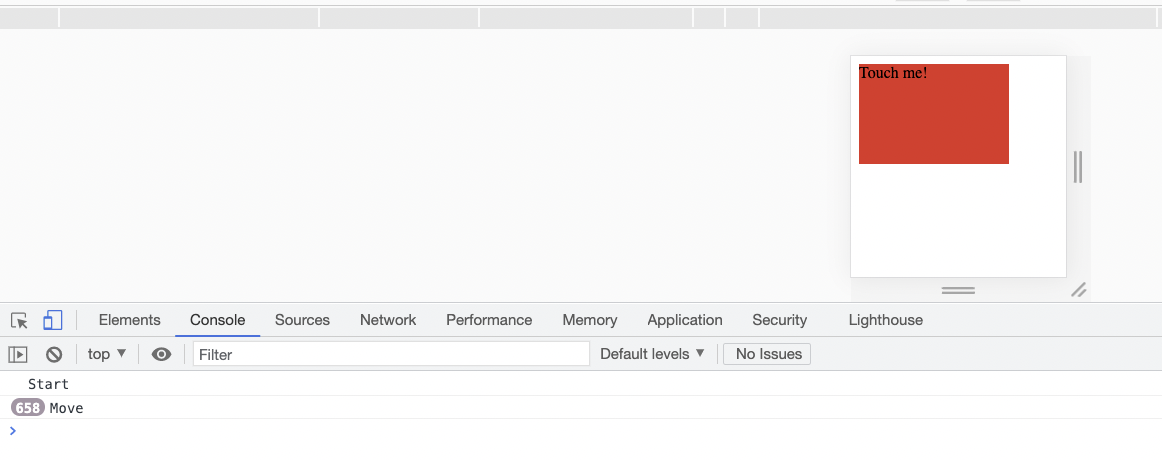 Touch me!
Elements Console Sources Network Performance Memory Application Security Lighthouse
top ▼ Filter Default levels ▼ No Issues
Start
658 Move
>